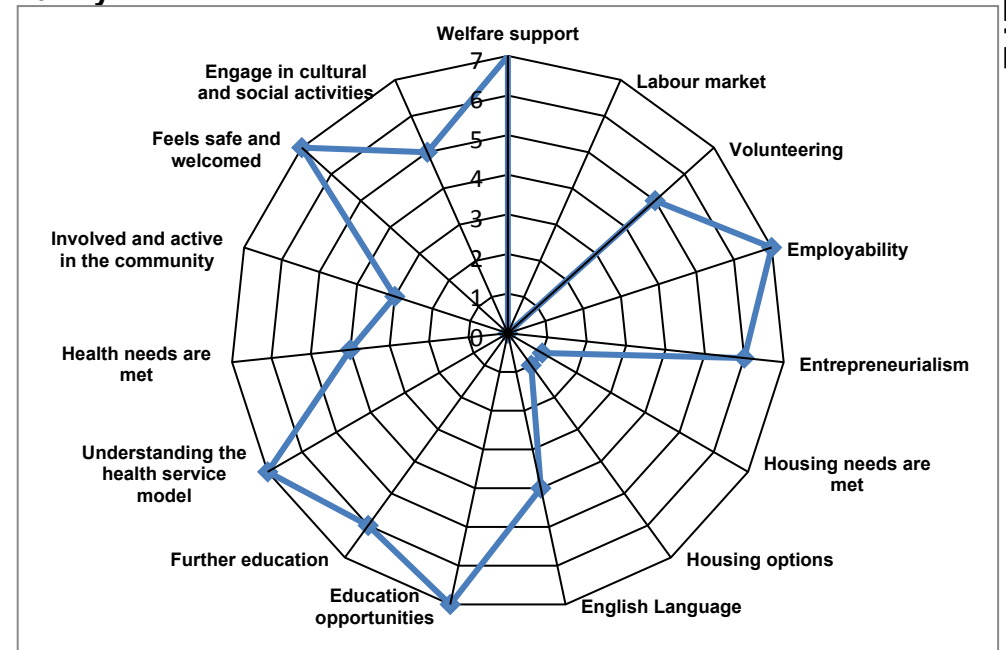 Welfare support
Labour market
Volunteering
Employability
Entrepreneurialism
Housing needs are
met
Housing options
English Language
Education
opportunities
Further education
Understanding the
health service
model
Health needs are
met
Involved and active
in the community
Feels safe and
welcomed
Engage in cultural
and social activities
7
6
5
4
3
2
1
0